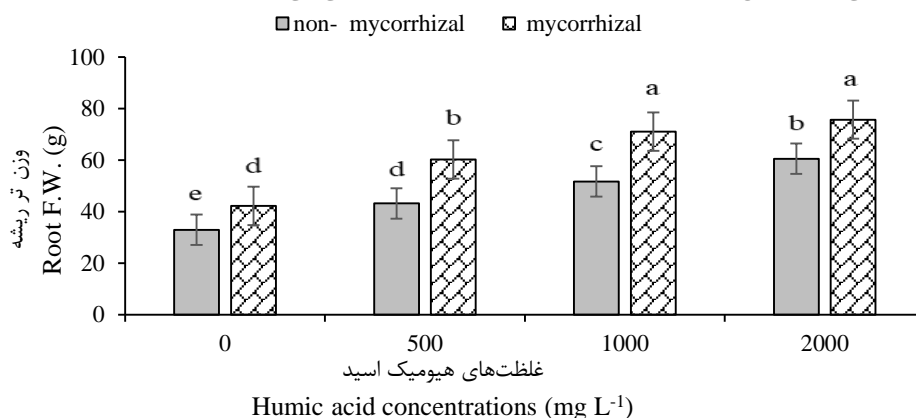 non- mycorrhizal mycorrhizal
100
80
60
40
20
0
وزن تر ریشه
Root F.W. (g)
e d d b c a b a
0 500 1000 2000
غلظت‌های هیومیک اسید
Humic acid concentrations (mg L-1)